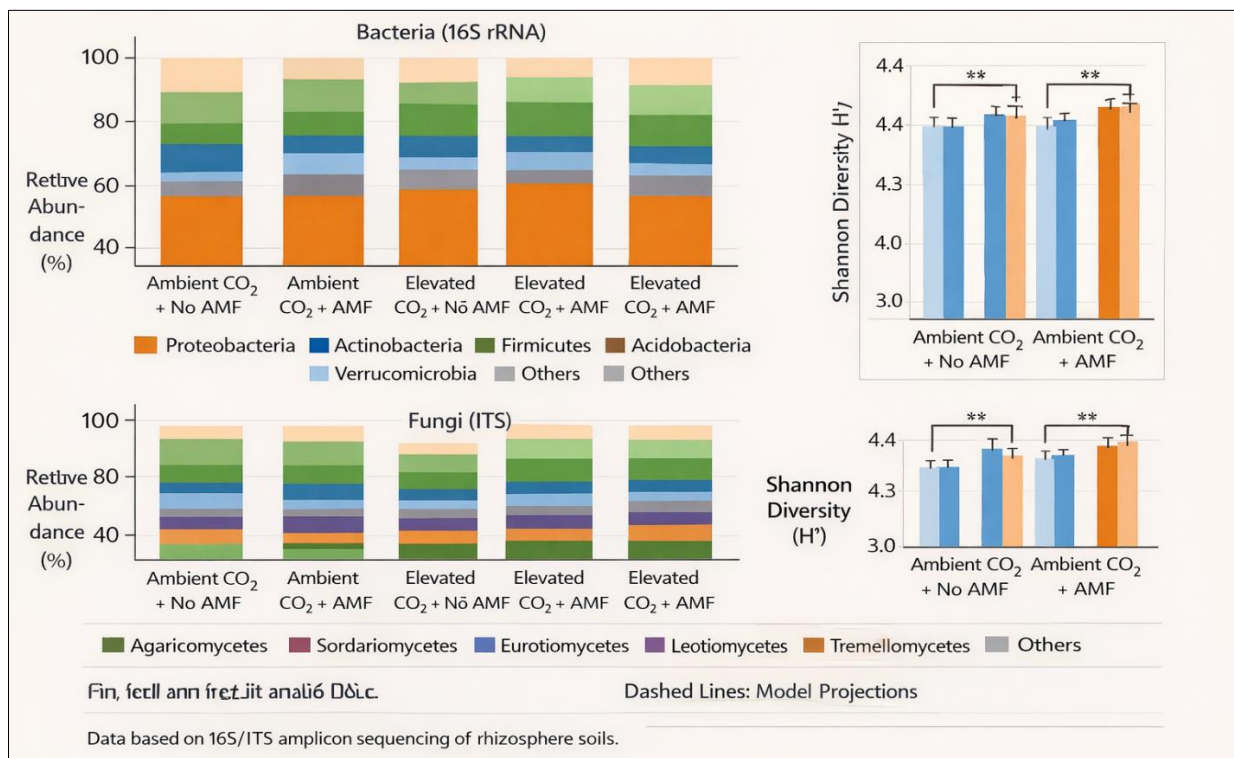 Bacteria (16S rRNA)
100
80
60
40
Rettivɐ
Abun-
dance
(%)
Ambient CO₂
+ No AMF
Ambient
CO₂ + AMF
Elevated
CO₂ + Nō AMF
Elevated
CO₂ + AMF
Elevated
CO₂ + AMF
Proteobacteria
Actinobacteria
Firmicutes
Acidobacteria
Verrucomicrobia
Others
Others
Shannon Dirersity H'7
4.4
4.4
4.3
4.0
3.0
**
**
Ambient CO₂
+ No AMF
Ambient CO₂
+ AMF
Fungi (ITS)
100
80
40
Abun-
dance
(%)
Ambient CO₂
+ No AMF
Ambient
CO₂ + AMF
Elevated
CO₂ + Nō AMF
Elevated
CO₂ + AMF
Elevated
CO₂ + AMF
Shannon
Diversity
(H’)
4.4
4.3
3.0
**
**
Ambient CO₂
+ No AMF
Ambient CO₂
+ AMF
Agaricomycetes
Sordariomycetes
Eurotiomycetes
Leotiomycetes
Tremellomycetes
Others
Dashed Lines: Model Projections
Data based on 16S/ITS amplicon sequencing of rhizosphere soils.